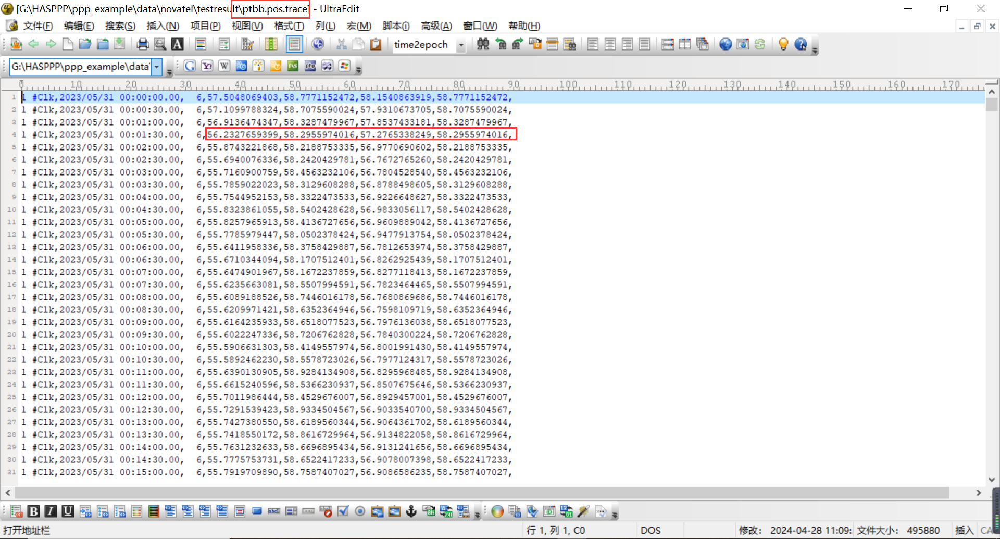 [G:\HASPPP\ppp_example\data\novatel\testresult\ptbb.pos.trace] - UltraEdit
文件(F) 编辑(E) 搜索(S) 插入(N) 项目(P) 视图(V) 格式(T) 列(L) 宏(M) 脚本(i) 高级(A) 窗口(W) 帮助(H)
time2epoch
G:\HASPPP\ppp_example\data
0 10 20 30 40 50 60 70 80 90 100 110 120 130 140 150 160 170
1 1 #Clk,2023/05/31 00:00:00.00, 6,57.5048069403,58.7771152472,58.1540863919,58.7771152472,
2 1 #Clk,2023/05/31 00:00:30.00, 6,57.1099788324,58.7075590024,57.9310673705,58.7075590024,
3 1 #Clk,2023/05/31 00:01:00.00, 6,56.9136474347,58.3287479967,57.8537433181,58.3287479967,
4 1 #Clk,2023/05/31 00:01:30.00, 6,56.2327659399,58.2955974016,57.2765338249,58.2955974016,
5 1 #Clk,2023/05/31 00:02:00.00, 6,55.8743221868,58.2188753335,56.9770690602,58.2188753335,
6 1 #Clk,2023/05/31 00:02:30.00, 6,55.6940076336,58.2420429781,56.7672765260,58.2420429781,
7 1 #Clk,2023/05/31 00:03:00.00, 6,55.7160900759,58.4563232106,56.7804528540,58.4563232106,
8 1 #Clk,2023/05/31 00:03:30.00, 6,55.7859022023,58.3129608288,56.8788498605,58.3129608288,
9 1 #Clk,2023/05/31 00:04:00.00, 6,55.7544952153,58.3322473533,56.9226648627,58.3322473533,
10 1 #Clk,2023/05/31 00:04:30.00, 6,55.8323861055,58.5402428628,56.9833056117,58.5402428628,
11 1 #Clk,2023/05/31 00:05:00.00, 6,55.8257965913,58.4136727656,56.9609889042,58.4136727656,
12 1 #Clk,2023/05/31 00:05:30.00, 6,55.7785979447,58.0502378424,56.9477913754,58.0502378424,
13 1 #Clk,2023/05/31 00:06:00.00, 6,55.6411958336,58.3758429887,56.7812653974,58.3758429887,
14 1 #Clk,2023/05/31 00:06:30.00, 6,55.6710344094,58.1707512401,56.8262925439,58.1707512401,
15 1 #Clk,2023/05/31 00:07:00.00, 6,55.6474901967,58.1672237859,56.8277118413,58.1672237859,
16 1 #Clk,2023/05/31 00:07:30.00, 6,55.6235663081,58.5507994591,56.7823464465,58.5507994591,
17 1 #Clk,2023/05/31 00:08:00.00, 6,55.6089188526,58.7446016178,56.7680869686,58.7446016178,
18 1 #Clk,2023/05/31 00:08:30.00, 6,55.6209971421,58.6352364946,56.7598109719,58.6352364946,
19 1 #Clk,2023/05/31 00:09:00.00, 6,55.6164235933,58.6518077523,56.7976136038,58.6518077523,
20 1 #Clk,2023/05/31 00:09:30.00, 6,55.6022247336,58.7206762828,56.7840300224,58.7206762828,
21 1 #Clk,2023/05/31 00:10:00.00, 6,55.5906631303,58.4149557974,56.8001991430,58.4149557974,
22 1 #Clk,2023/05/31 00:10:30.00, 6,55.5892462230,58.5578723026,56.7977124317,58.5578723026,
23 1 #Clk,2023/05/31 00:11:00.00, 6,55.6390130905,58.9284134908,56.8295968485,58.9284134908,
24 1 #Clk,2023/05/31 00:11:30.00, 6,55.6615240596,58.5366230937,56.8507675646,58.5366230937,
25 1 #Clk,2023/05/31 00:12:00.00, 6,55.7011986444,58.4529676007,56.8929457001,58.4529676007,
26 1 #Clk,2023/05/31 00:12:30.00, 6,55.7291539423,58.9334504567,56.9033540700,58.9334504567,
27 1 #Clk,2023/05/31 00:13:00.00, 6,55.7427380550,58.6189560344,56.9064361702,58.6189560344,
28 1 #Clk,2023/05/31 00:13:30.00, 6,55.7418550172,58.8616729964,56.9134822058,58.8616729964,
29 1 #Clk,2023/05/31 00:14:00.00, 6,55.7631232633,58.6696895434,56.9131241656,58.6696895434,
30 1 #Clk,2023/05/31 00:14:30.00, 6,55.7775753731,58.6522417233,56.9078007398,58.6522417233,
31 1 #Clk,2023/05/31 00:15:00.00, 6,55.7919709890,58.7587407027,56.9086586235,58.7587407027,
打开地址栏 行 1, 列 1, C0 DOS 修改: 2024-04-28 11:09: 文件大小: 495880 插入 CA